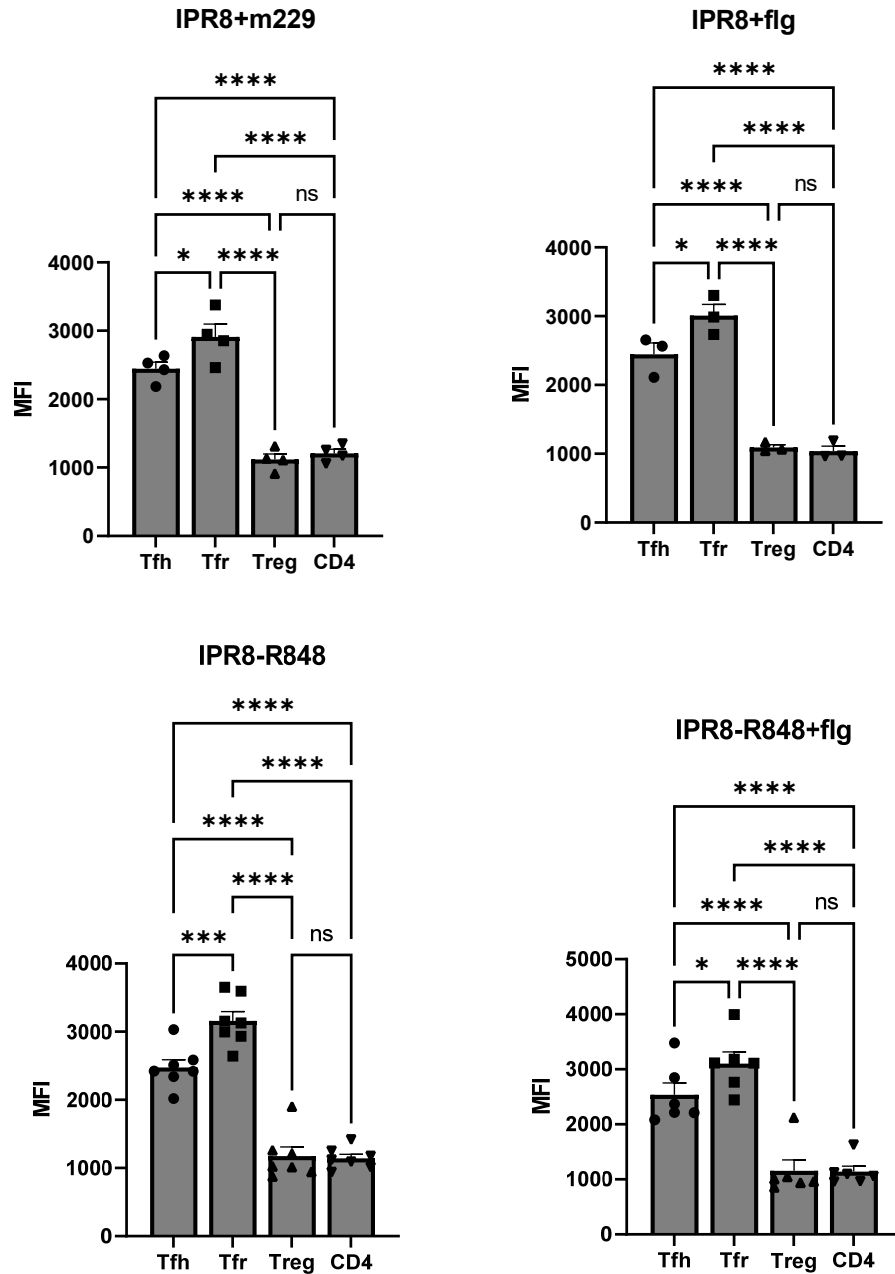 IPR8+m229
****
****
****
ns
*
****
4000
3000
2000
1000
0
MFI
Tfh Tfr Treg CD4
IPR8+flg
****
****
****
ns
*
****
4000
3000
2000
1000
0
MFI
Tfh Tfr Treg CD4
IPR8-R848
****
****
****
****
***
ns
4000
3000
2000
1000
0
MFI
Tfh Tfr Treg CD4
IPR8-R848+flg
****
****
****
ns
*
****
5000
4000
3000
2000
1000
0
MFI
Tfh Tfr Treg CD4